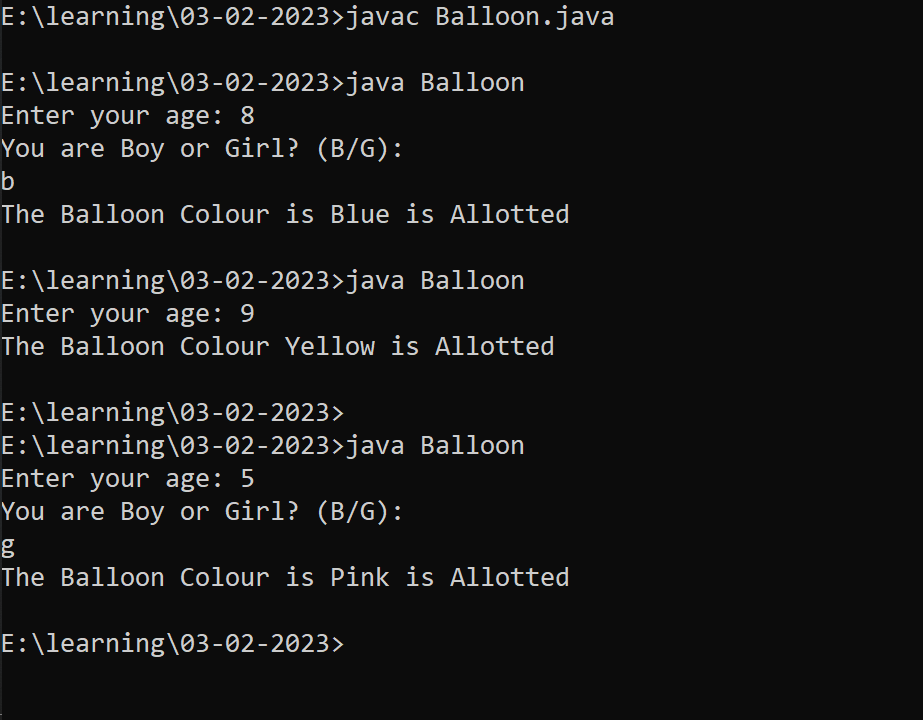 E:\learning\03-02-2023>javac Balloon.java
E:\learning\03-02-2023>java Balloon
Enter your age: 8
You are Boy or Girl? (B/G):
b
The Balloon Colour is Blue is Allotted
E:\learning\03-02-2023>java Balloon
Enter your age: 9
The Balloon Colour Yellow is Allotted
E:\learning\03-02-2023>
E:\learning\03-02-2023>java Balloon
Enter your age: 5
You are Boy or Girl? (B/G):
g
The Balloon Colour is Pink is Allotted
E:\learning\03-02-2023>